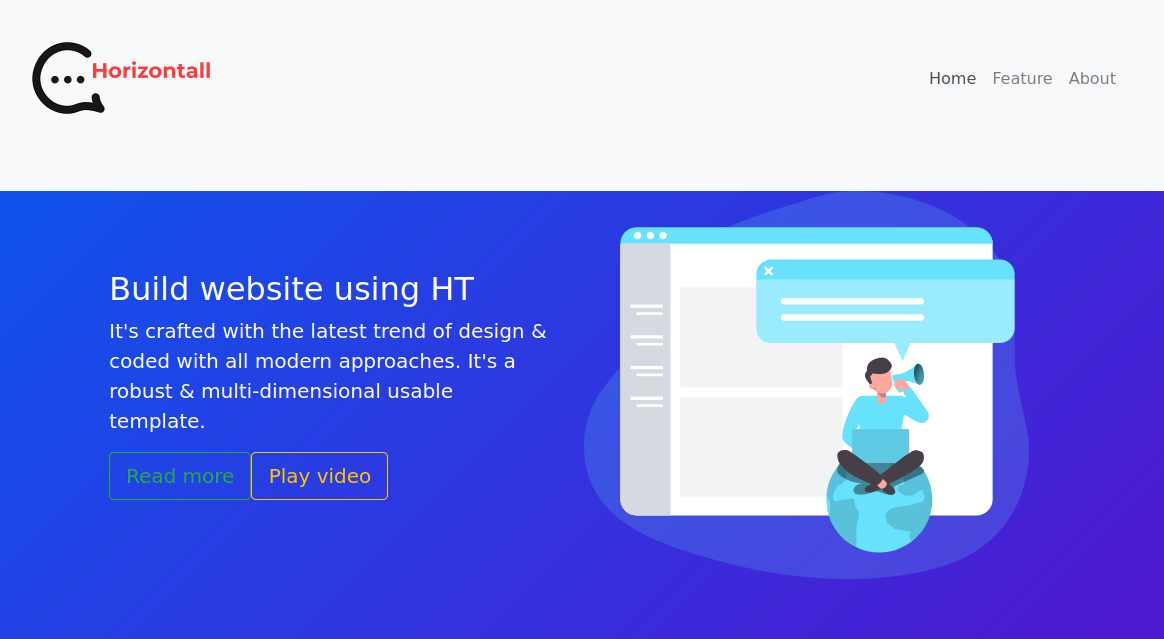 Horizontall
Home Feature About
Build website using HT
It's crafted with the latest trend of design &
coded with all modern approaches. It's a
robust & multi-dimensional usable
template.
Read more Play video